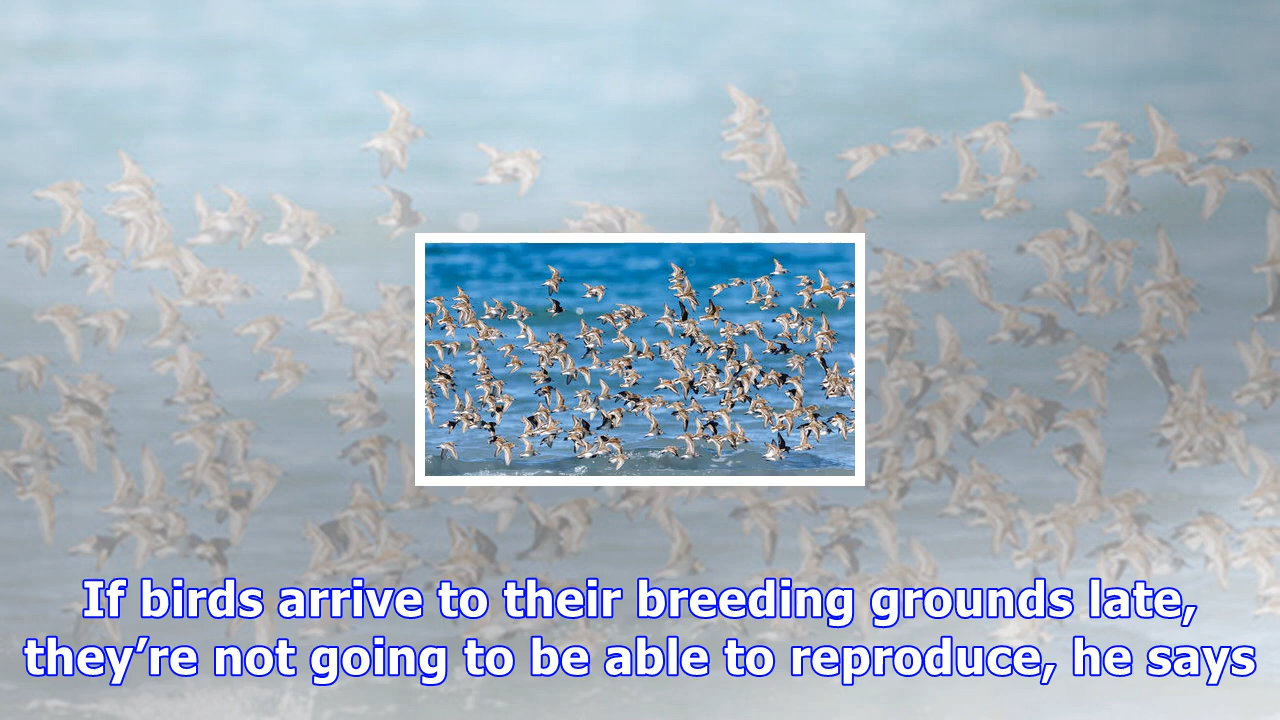 If birds arrive to their breeding grounds late,
they’re not going to be able to reproduce, he says